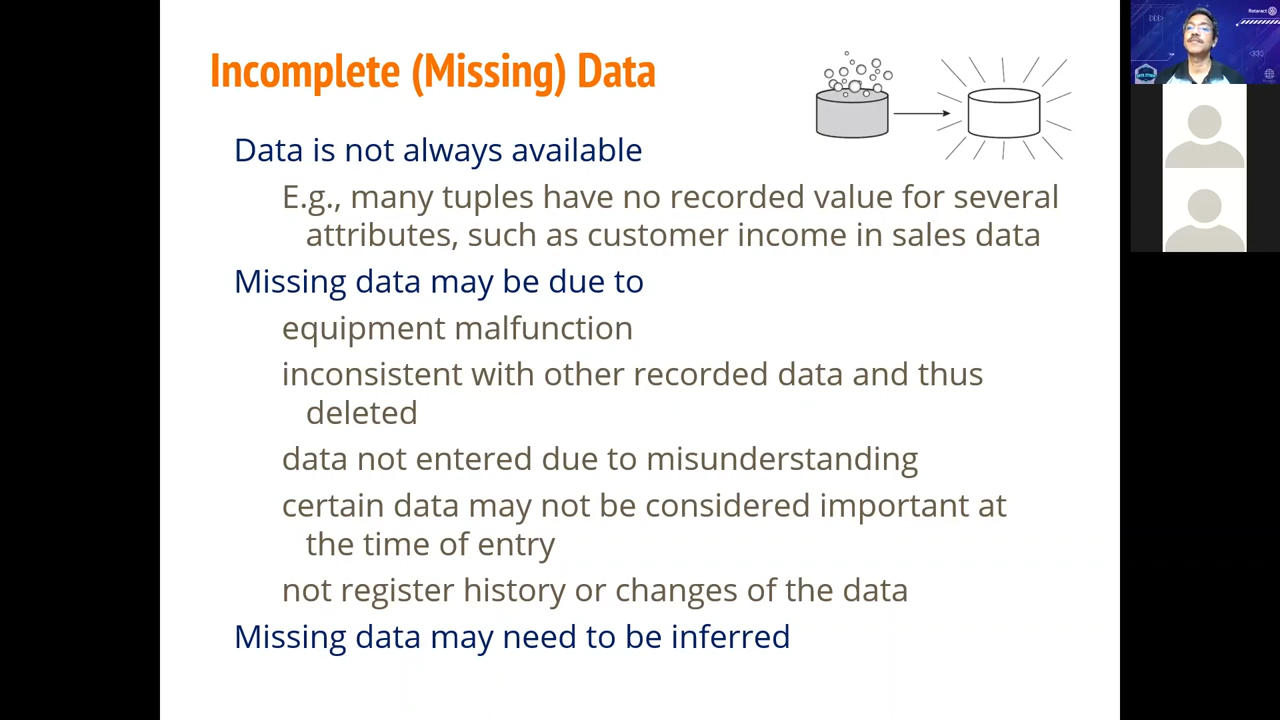 Incomplete (Missing) Data
Data is not always available
E.g., many tuples have no recorded value for several
attributes, such as customer income in sales data
Missing data may be due to
equipment malfunction
inconsistent with other recorded data and thus
deleted
data not entered due to misunderstanding
certain data may not be considered important at
the time of entry
not register history or changes of the data
Missing data may need to be inferred
Rotaract